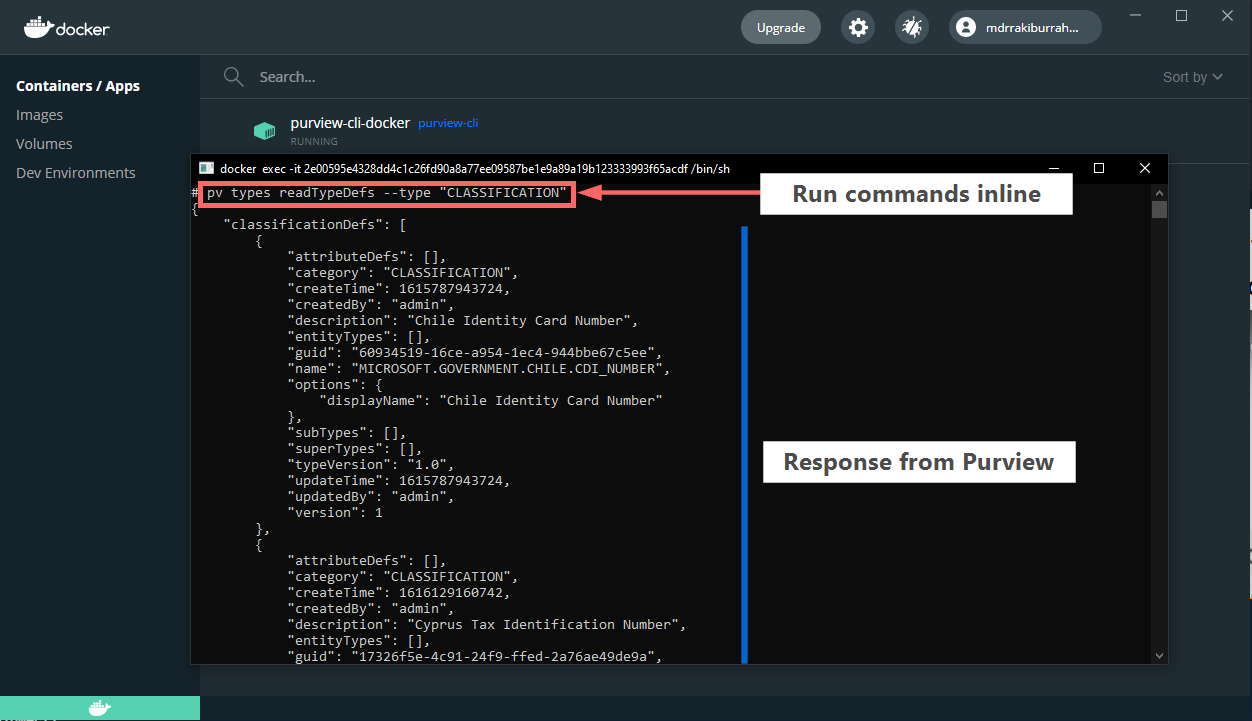 docker
Upgrade
mdrrakiburrah...
Containers / Apps
Images
Volumes
Dev Environments
Search...
Sort by
purview-cli-docker purview-cli
RUNNING
docker exec -it 2e00595e4328dd4c1c26fd90a8a77ee09587be1e9a89a19b123333993f65acdf /bin/sh
# pv types readTypeDefs --type "CLASSIFICATION"
Run commands inline
{
"classificationDefs": [
{
"attributeDefs": [],
"category": "CLASSIFICATION",
"createTime": 1615787943724,
"createdBy": "admin",
"description": "Chile Identity Card Number",
"entityTypes": [],
"guid": "60934519-16ce-a954-1ec4-944bbe67c5ee",
"name": "MICROSOFT.GOVERNMENT.CHILE.CDI_NUMBER",
"options": {
"displayName": "Chile Identity Card Number"
},
"subTypes": [],
"superTypes": [],
"typeVersion": "1.0",
"updateTime": 1615787943724,
"updatedBy": "admin",
"version": 1
},
{
"attributeDefs": [],
"category": "CLASSIFICATION",
"createTime": 1616129160742,
"createdBy": "admin",
"description": "Cyprus Tax Identification Number",
"entityTypes": [],
"guid": "17326f5e-4c91-24f9-ffed-2a76ae49de9a",
Response from Purview